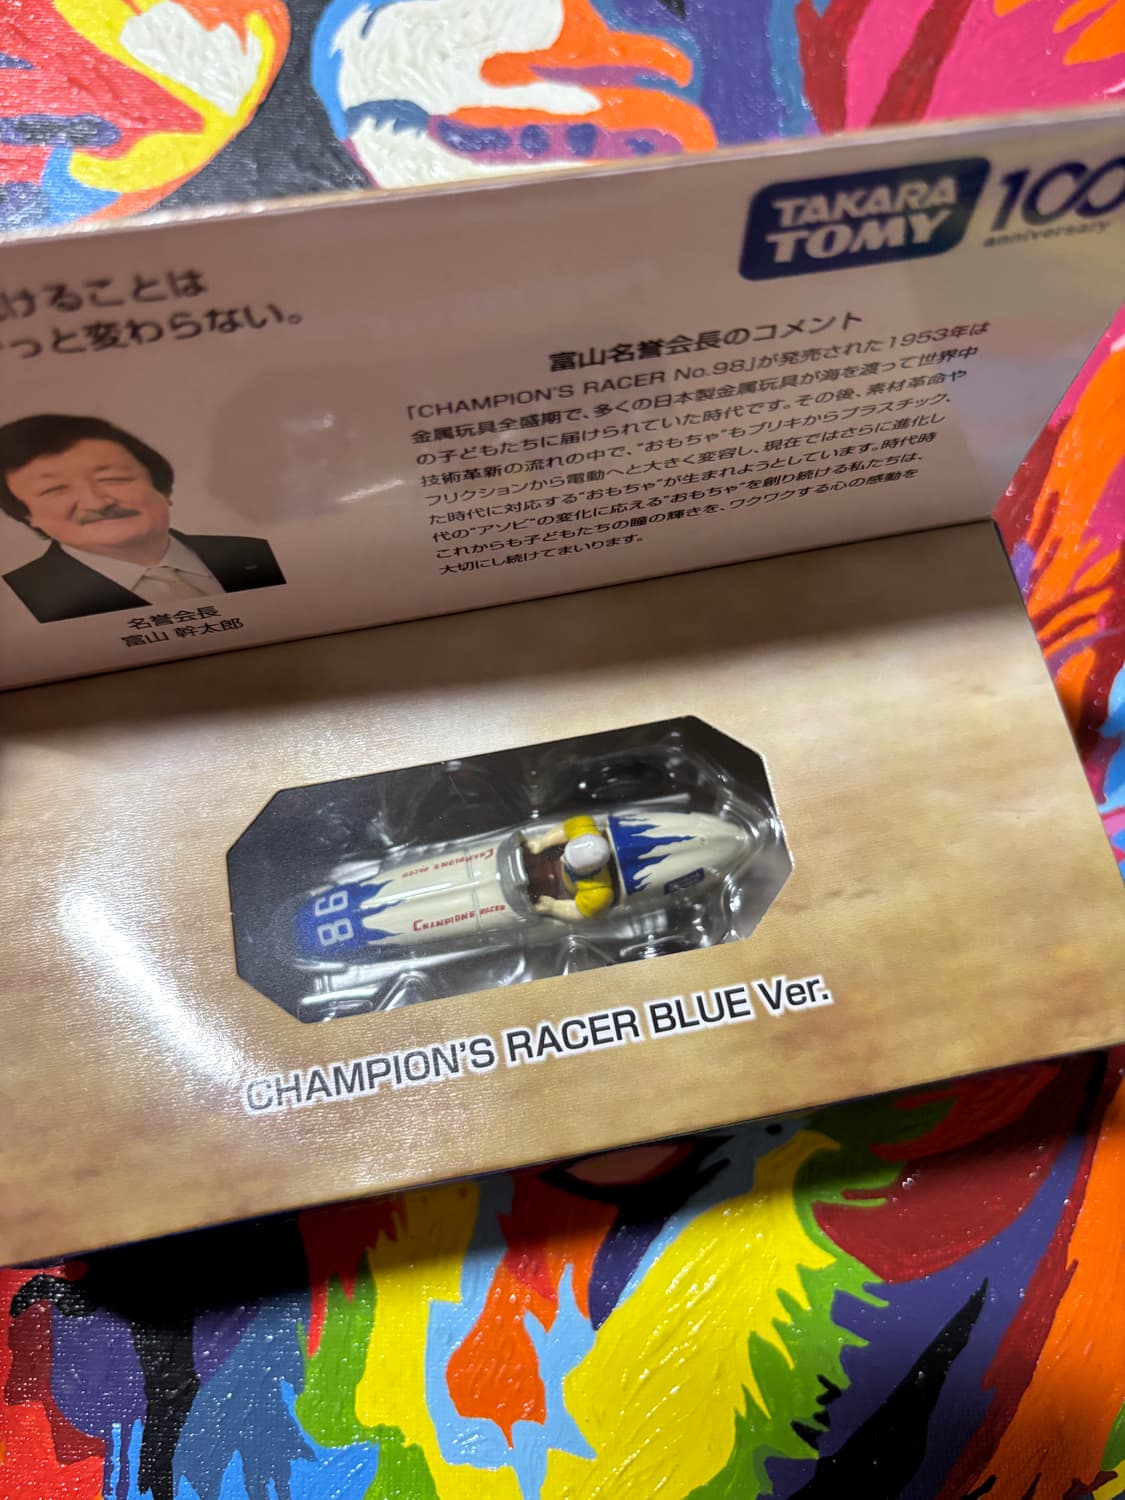 TAKARA TOMY 100 anniversary
けることは
っと変わらない。
富山名誉会長のコメント
「CHAMPION'S RACER No.98」が発売された1953年は
金属玩具全盛期で、多くの日本製金属玩具が海を渡って世界中
の子どもたちに届けられていた時代です。その後、素材革命や
技術革新の流れの中で、"おもちゃ"もブリキからプラスチック、
フリクションから電動へと大きく変容し、現在ではさらに進化し
た時代に対応する"おもちゃ"が生まれようとしています。時代時
代の"アソビ"の変化に応える"おもちゃ"を創り続ける私たちは、
これからも子どもたちの瞳の輝きを、ワクワクする心の感動を
大切にし続けてまいります。
名誉会長
富山 幹太郎
98
CHAMPION'S RACER
CHAMPION'S RACER
CHAMPION'S RACER BLUE Ver.